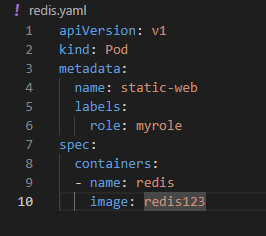 ! redis.yaml
1 apiVersion: v1
2 kind: Pod
3 metadata:
4   name: static-web
5   labels:
6     role: myrole
7 spec:
8   containers:
9   - name: redis
10     image: redis123